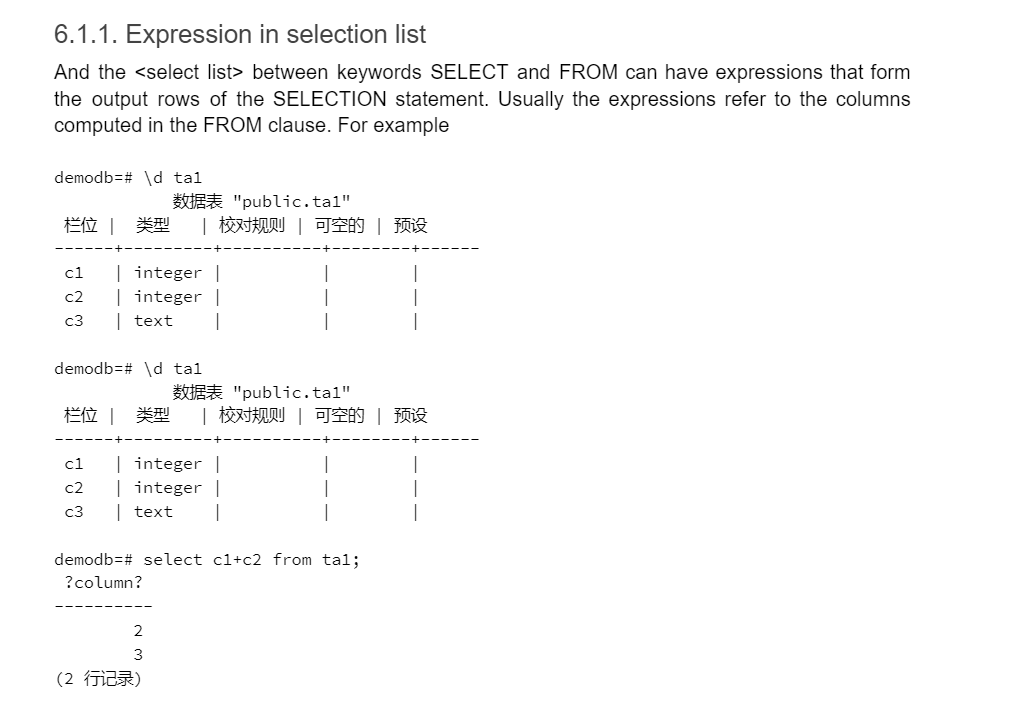 6.1.1. Expression in selection list
And the <select list> between keywords SELECT and FROM can have expressions that form
the output rows of the SELECTION statement. Usually the expressions refer to the columns
computed in the FROM clause. For example
demodb=# \d ta1
数据表 "public.ta1"
栏位 | 类型 | 校对规则 | 可空的 | 预设
------+---------+----------+--------+------
c1 | integer | | |
c2 | integer | | |
c3 | text | | |
demodb=# \d ta1
数据表 "public.ta1"
栏位 | 类型 | 校对规则 | 可空的 | 预设
------+---------+----------+--------+------
c1 | integer | | |
c2 | integer | | |
c3 | text | | |
demodb=# select c1+c2 from ta1;
?column?
----------
2
3
(2 行记录)